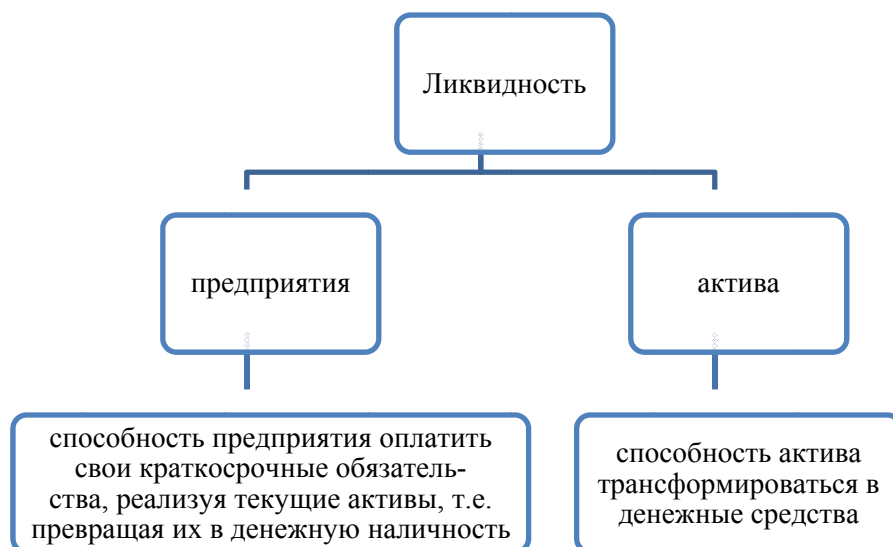 Ликвидность
предприятия
актива
способность предприятия оплатить
свои краткосрочные обязатель-
ства, реализуя текущие активы, т.е.
превращая их в денежную наличность
способность актива
трансформироваться в
денежные средства